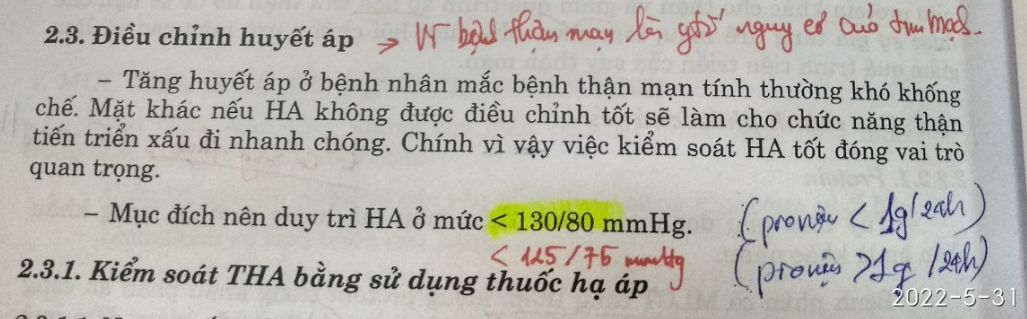 2.3. Điều chỉnh huyết áp → Vì bệnh thận mạn là yếu tố nguy cơ của tim mạch.
– Tăng huyết áp ở bệnh nhân mắc bệnh thận mạn tính thường khó khống
chế. Mặt khác nếu HA không được điều chỉnh tốt sẽ làm cho chức năng thận
tiến triển xấu đi nhanh chóng. Chính vì vậy việc kiểm soát HA tốt đóng vai trò
quan trọng.
– Mục đích nên duy trì HA ở mức < 130/80 mmHg. (proniệu < 1g/24h)
< 125/75 mmHg (proniệu >1g /24h)
2.3.1. Kiểm soát THA bằng sử dụng thuốc hạ áp
2022-5-31